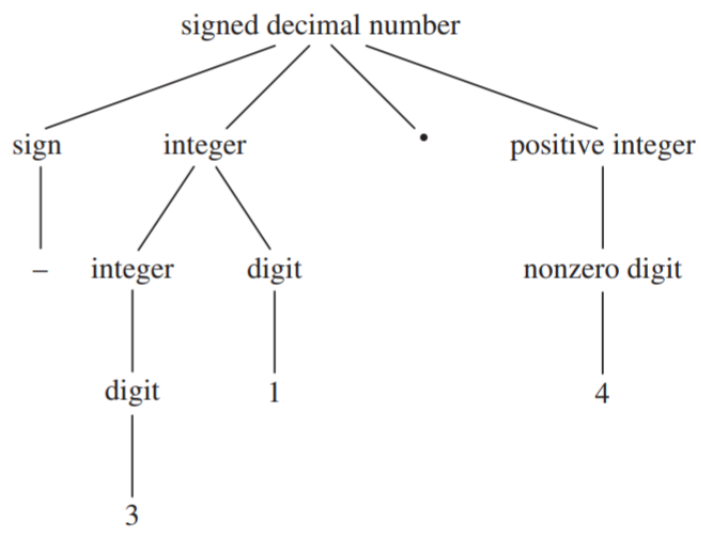 signed decimal number
sign integer . positive integer
– integer digit nonzero digit
digit 1 4
3